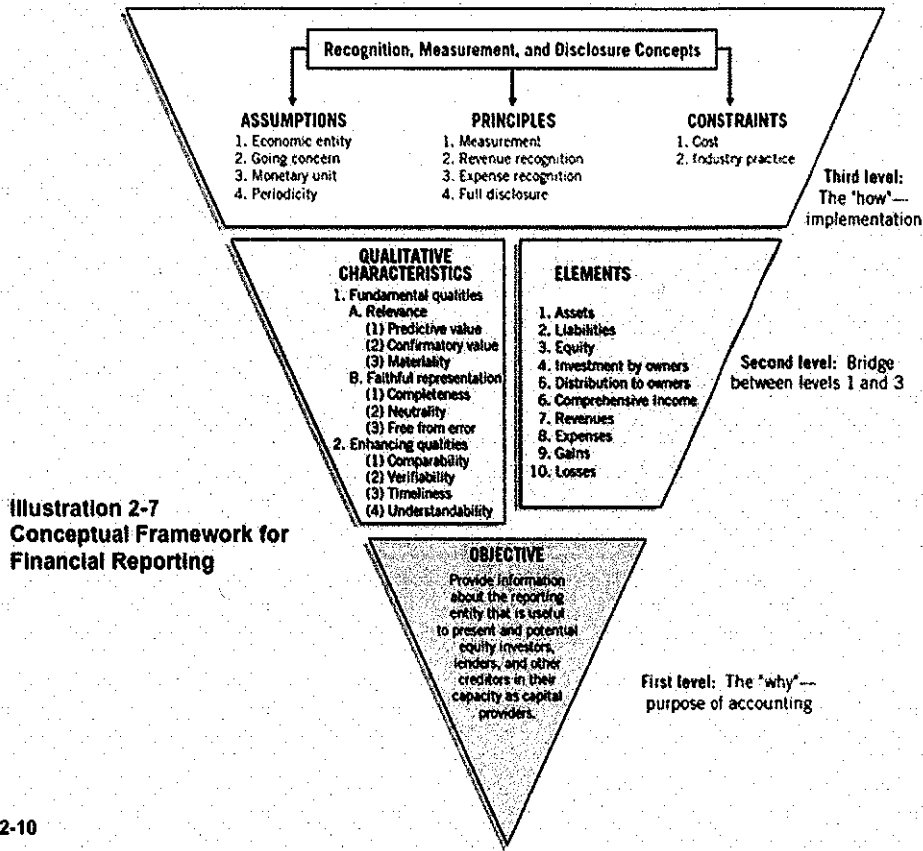 Recognition, Measurement, and Disclosure Concepts
ASSUMPTIONS
1. Economic entity
2. Going concern
3. Monetary unit
4. Periodicity
PRINCIPLES
1. Measurement
2. Revenue recognition
3. Expense recognition
4. Full disclosure
CONSTRAINTS
1. Cost
2. Industry practice
Third level:
The "how"—
implementation
QUALITATIVE
CHARACTERISTICS
1. Fundamental qualities
A. Relevance
(1) Predictive value
(2) Confirmatory value
(3) Materiality
B. Faithful representation
(1) Completeness
(2) Neutrality
(3) Free from error
2. Enhancing qualities
(1) Comparability
(2) Verifiability
(3) Timeliness
(4) Understandability
ELEMENTS
1. Assets
2. Liabilities
3. Equity
4. Investment by owners
5. Distribution to owners
6. Comprehensive income
7. Revenues
8. Expenses
9. Gains
10. Losses
Second level: Bridge
between levels 1 and 3
Illustration 2-7
Conceptual Framework for
Financial Reporting
OBJECTIVE
Provide information
about the reporting
entity that is useful
to present and potential
equity investors,
lenders, and other
creditors in their
capacity as capital
providers.
First level: The "why"—
purpose of accounting
2-10